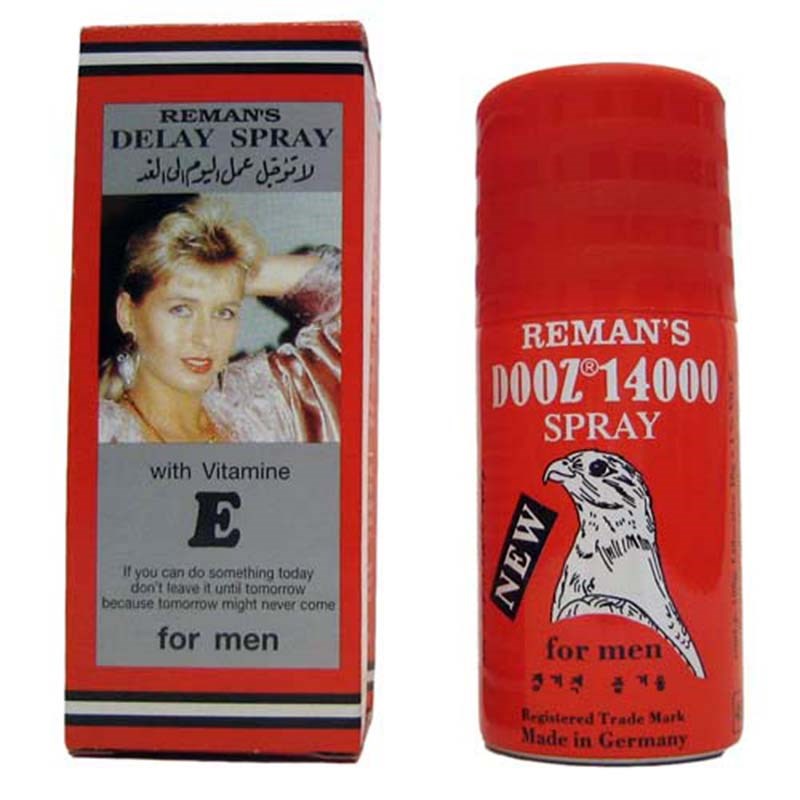 REMAN'S
DELAY SPRAY
لا تؤجل عمل اليوم الى الغد
with Vitamine
E
If you can do something today
don't leave it until tomorrow
because tomorrow might never come
for men
REMAN'S
DOOZ® 14000
SPRAY
NEW
for men
Registered Trade Mark
Made in Germany